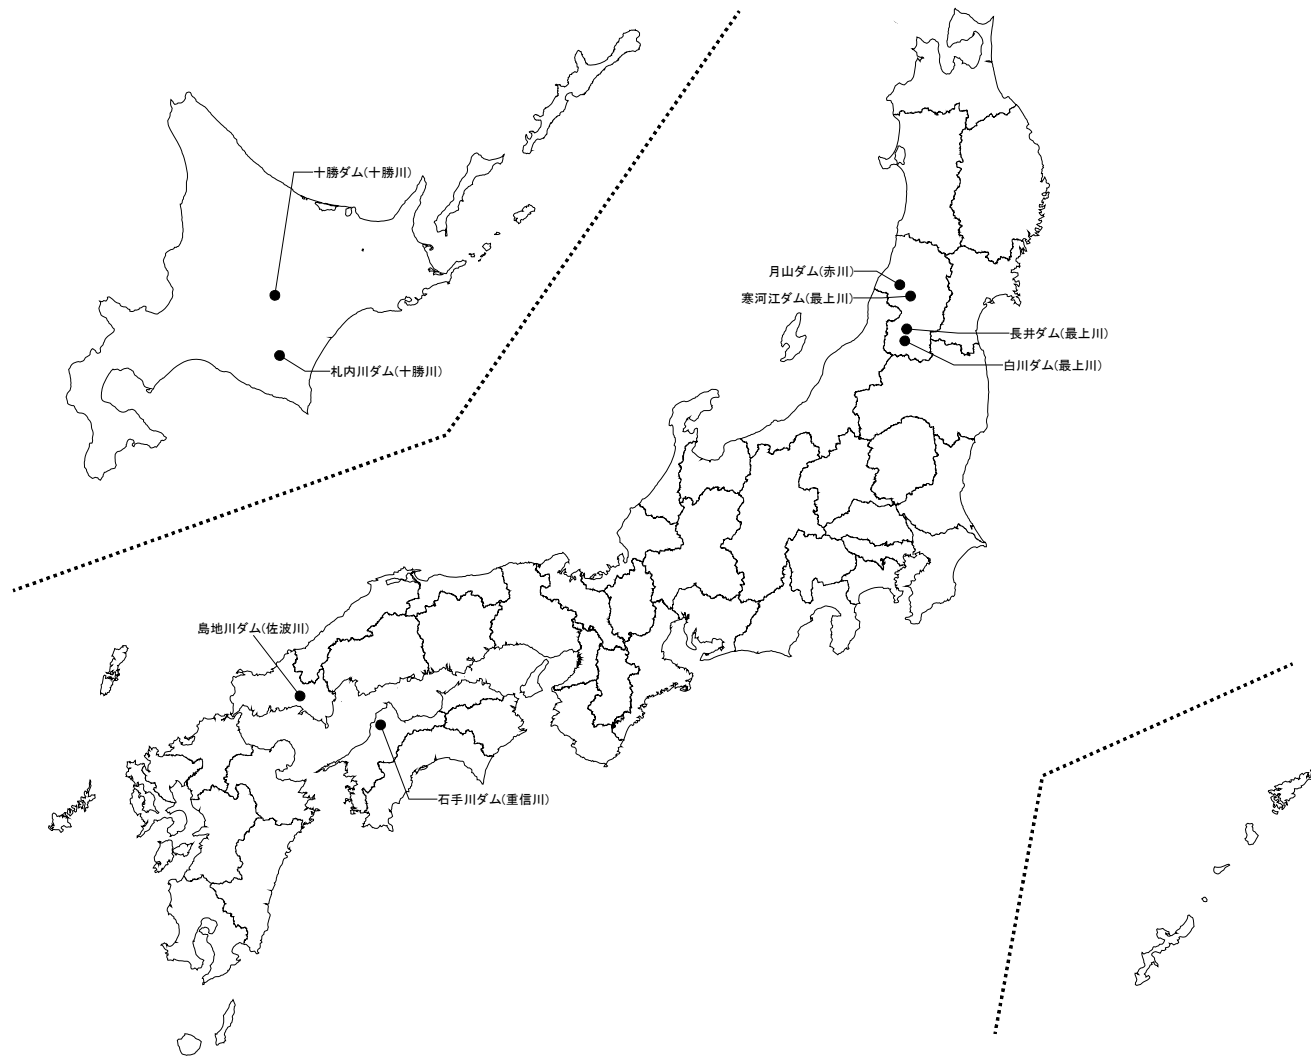 十勝ダム(十勝川)
月山ダム(赤川)
寒河江ダム(最上川)
長井ダム(最上川)
白川ダム(最上川)
札内川ダム(十勝川)
島地川ダム(佐波川)
石手川ダム(重信川)